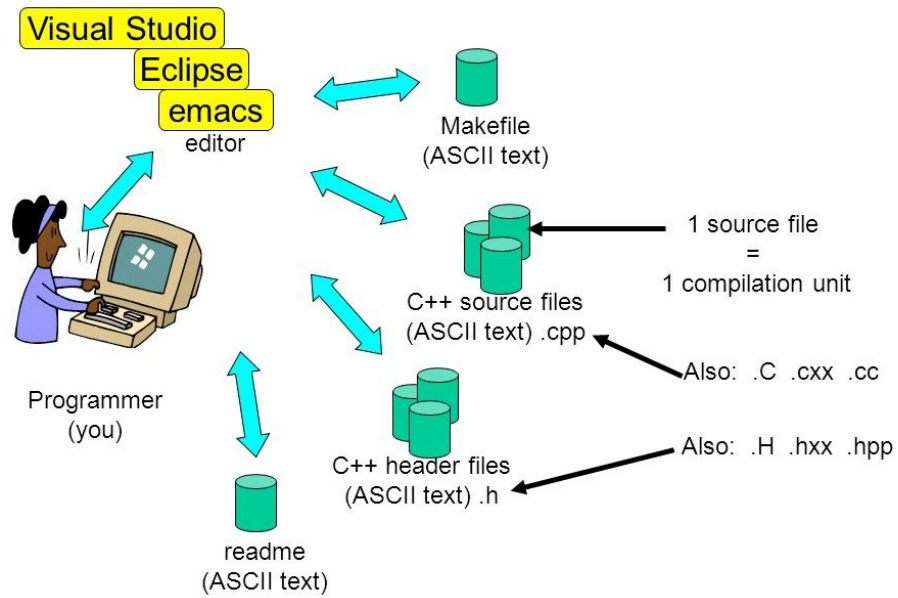 Visual Studio
Eclipse
emacs
editor
Makefile
(ASCII text)
1 source file
=
1 compilation unit
C++ source files
(ASCII text) .cpp
Also: .C .cxx .cc
Programmer
(you)
Also: .H .hxx .hpp
C++ header files
(ASCII text) .h
readme
(ASCII text)